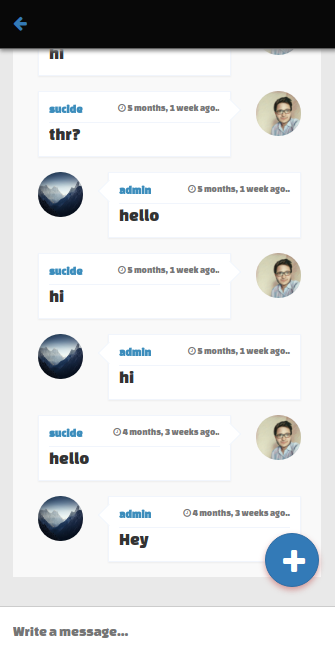 hi
sucide 5 months, 1 week ago..
thr?
admin 5 months, 1 week ago..
hello
sucide 5 months, 1 week ago..
hi
admin 5 months, 1 week ago..
hi
sucide 4 months, 3 weeks ago..
hello
admin 4 months, 3 weeks ago..
Hey
Write a message...